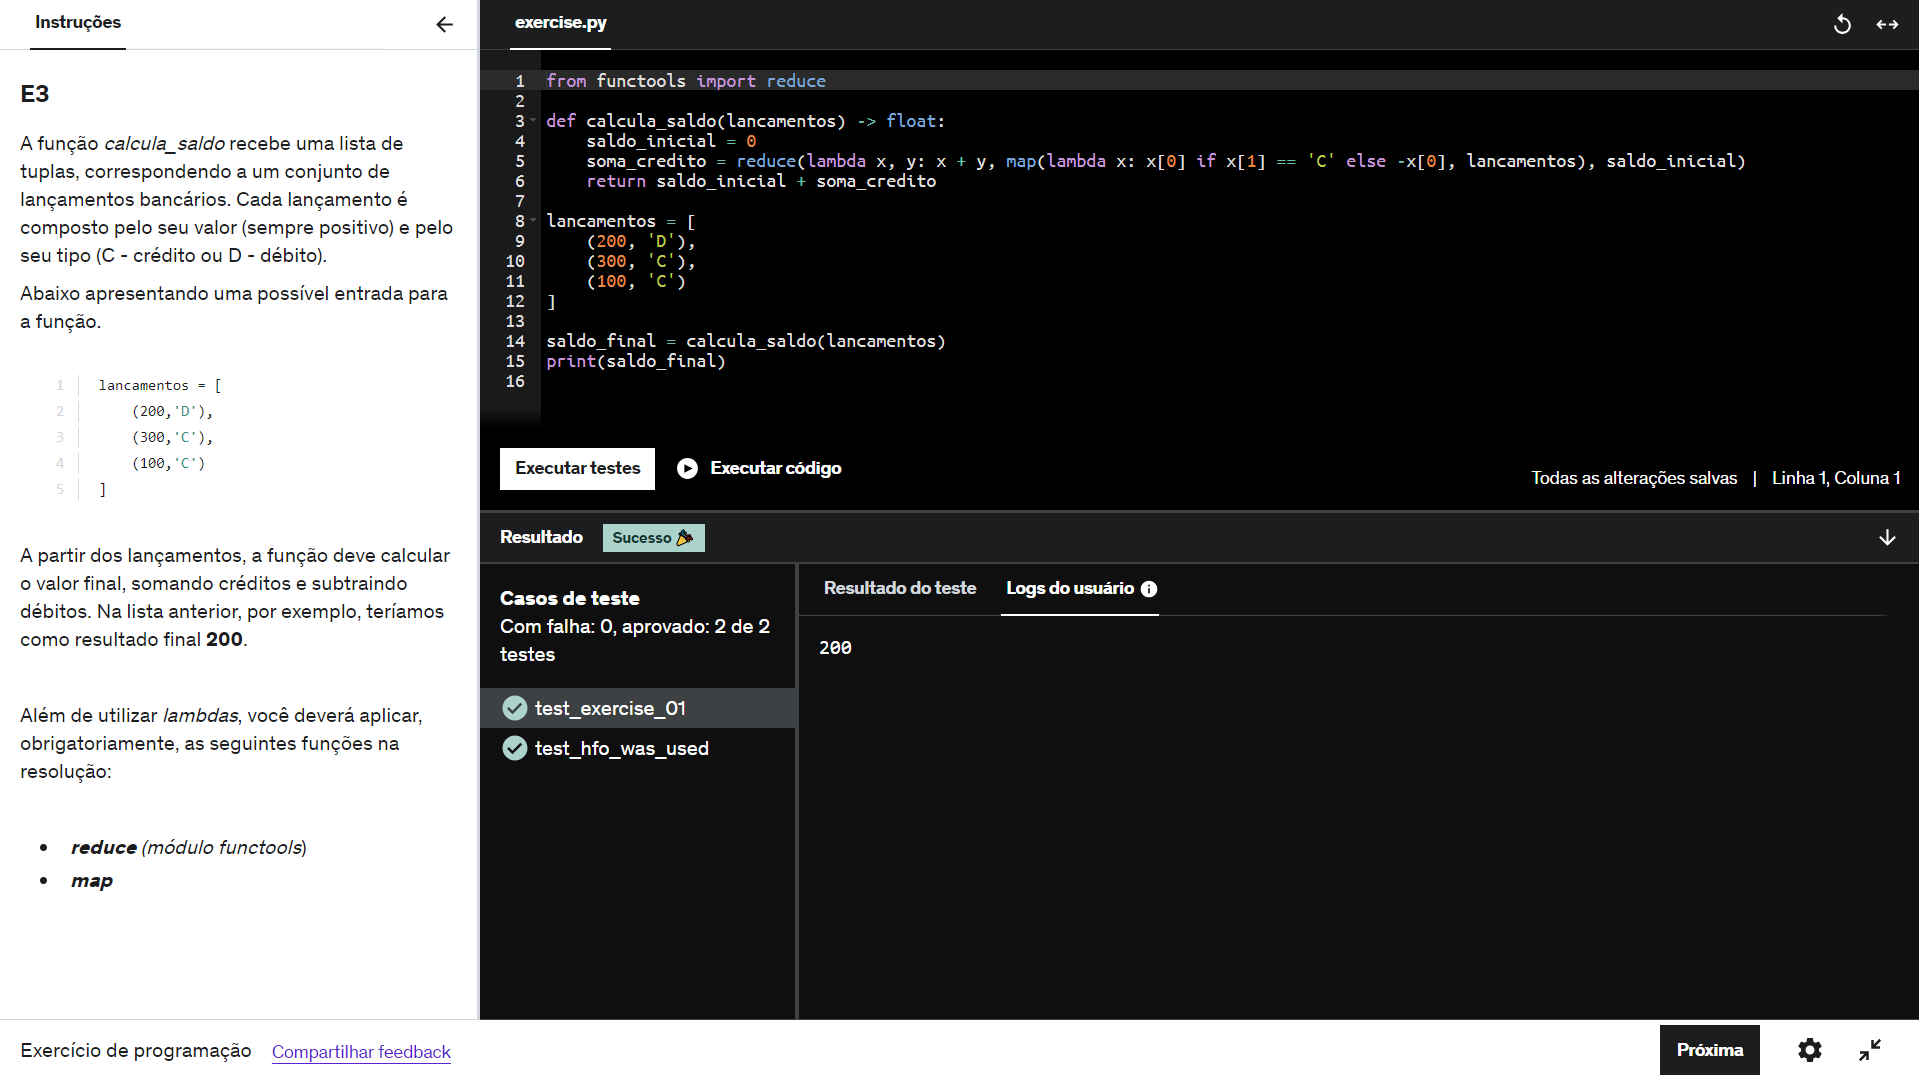 Instruções
E3
A função calcula_saldo recebe uma lista de
tuplas, correspondendo a um conjunto de
lançamentos bancários. Cada lançamento é
composto pelo seu valor (sempre positivo) e pelo
seu tipo (C - crédito ou D - débito).
Abaixo apresentando uma possível entrada para
a função.
1 lancamentos = [
2     (200,'D'),
3     (300,'C'),
4     (100,'C')
5 ]
A partir dos lançamentos, a função deve calcular
o valor final, somando créditos e subtraindo
débitos. Na lista anterior, por exemplo, teríamos
como resultado final 200.
Além de utilizar lambdas, você deverá aplicar,
obrigatoriamente, as seguintes funções na
resolução:
• reduce (módulo functools)
• map
exercise.py
1 from functools import reduce
2
3 def calcula_saldo(lancamentos) -> float:
4     saldo_inicial = 0
5     soma_credito = reduce(lambda x, y: x + y, map(lambda x: x[0] if x[1] == 'C' else -x[0], lancamentos), saldo_inicial)
6     return saldo_inicial + soma_credito
7
8 lancamentos = [
9     (200, 'D'),
10     (300, 'C'),
11     (100, 'C')
12 ]
13
14 saldo_final = calcula_saldo(lancamentos)
15 print(saldo_final)
16
Executar testes Executar código
Todas as alterações salvas | Linha 1, Coluna 1
Resultado Sucesso
Casos de teste
Com falha: 0, aprovado: 2 de 2
testes
test_exercise_01
test_hfo_was_used
Resultado do teste Logs do usuário
200
Exercício de programação Compartilhar feedback
Próxima